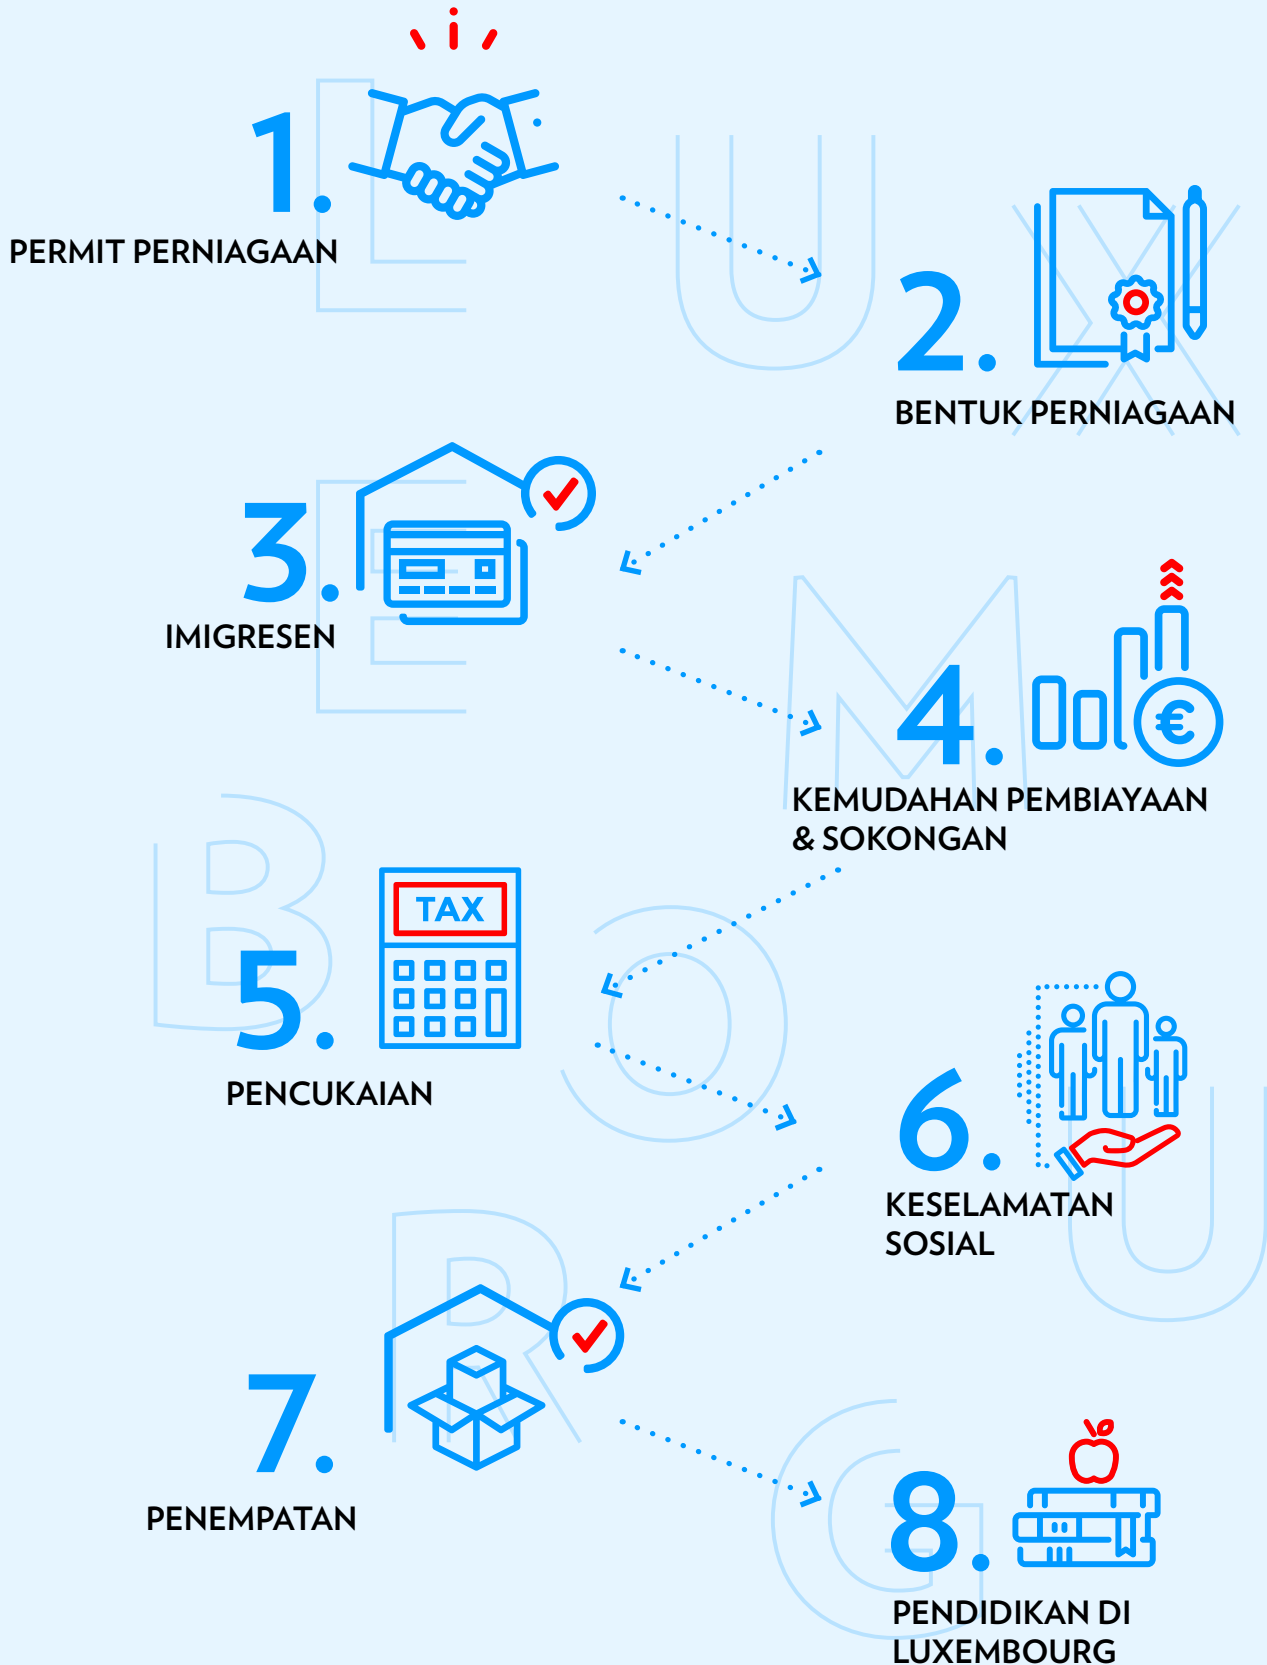 1.
PERMIT PERNIAGAAN
2.
BENTUK PERNIAGAAN
3.
IMIGRESEN
4.
KEMUDAHAN PEMBIAYAAN
& SOKONGAN
TAX
5.
PENCUKAIAN
6.
KESELAMATAN
SOSIAL
7.
PENEMPATAN
8.
PENDIDIKAN DI
LUXEMBOURG
L U X
E M
B O U
R G